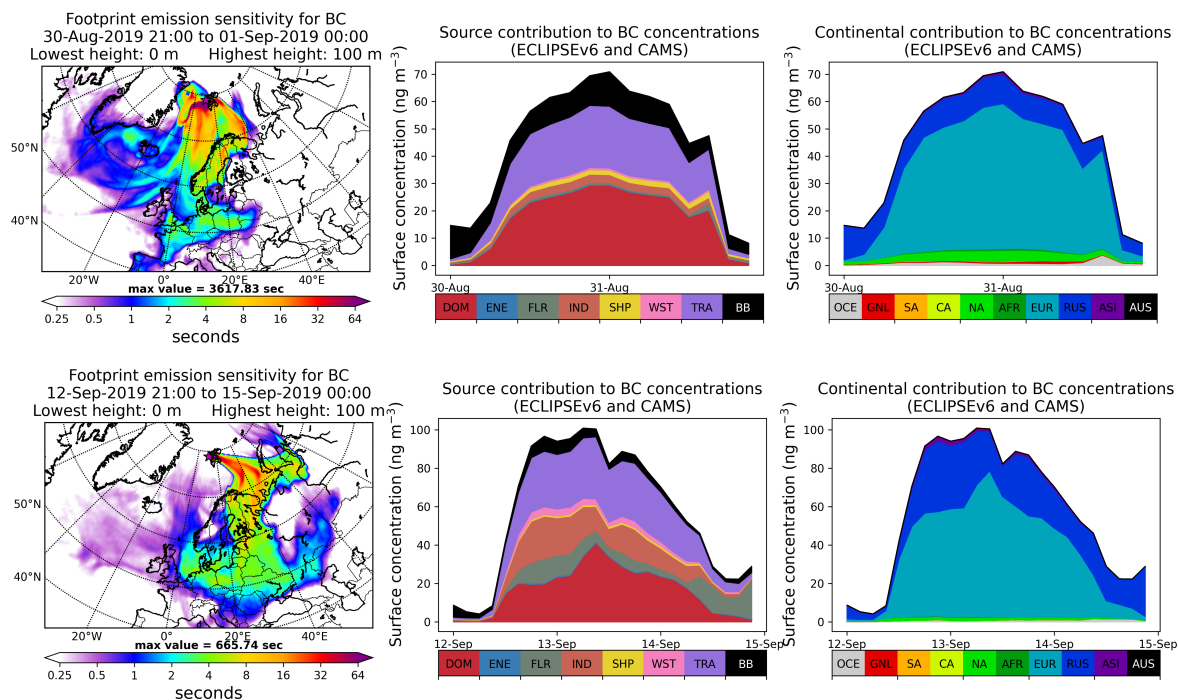 Footprint emission sensitivity for BC
30-Aug-2019 21:00 to 01-Sep-2019 00:00
Lowest height: 0 m Highest height: 100 m
50°N
40°N
20°W 0° 20°E 40°E
max value = 3617.83 sec
0.25 0.5 1 2 4 8 16 32 64
seconds
Source contribution to BC concentrations
(ECLIPSEv6 and CAMS)
Surface concentration (ng m⁻³)
70
60
50
40
30
20
10
0
30-Aug 31-Aug
DOM ENE FLR IND SHP WST TRA BB
Continental contribution to BC concentrations
(ECLIPSEv6 and CAMS)
Surface concentration (ng m⁻³)
70
60
50
40
30
20
10
0
30-Aug 31-Aug
OCE GNL SA CA NA AFR EUR RUS ASI AUS
Footprint emission sensitivity for BC
12-Sep-2019 21:00 to 15-Sep-2019 00:00
Lowest height: 0 m Highest height: 100 m
50°N
40°N
20°W 0° 20°E 40°E
max value = 665.74 sec
0.25 0.5 1 2 4 8 16 32 64
seconds
Source contribution to BC concentrations
(ECLIPSEv6 and CAMS)
Surface concentration (ng m⁻³)
100
80
60
40
20
0
12-Sep 13-Sep 14-Sep 15-Sep
DOM ENE FLR IND SHP WST TRA BB
Continental contribution to BC concentrations
(ECLIPSEv6 and CAMS)
Surface concentration (ng m⁻³)
100
80
60
40
20
0
12-Sep 13-Sep 14-Sep 15-Sep
OCE GNL SA CA NA AFR EUR RUS ASI AUS